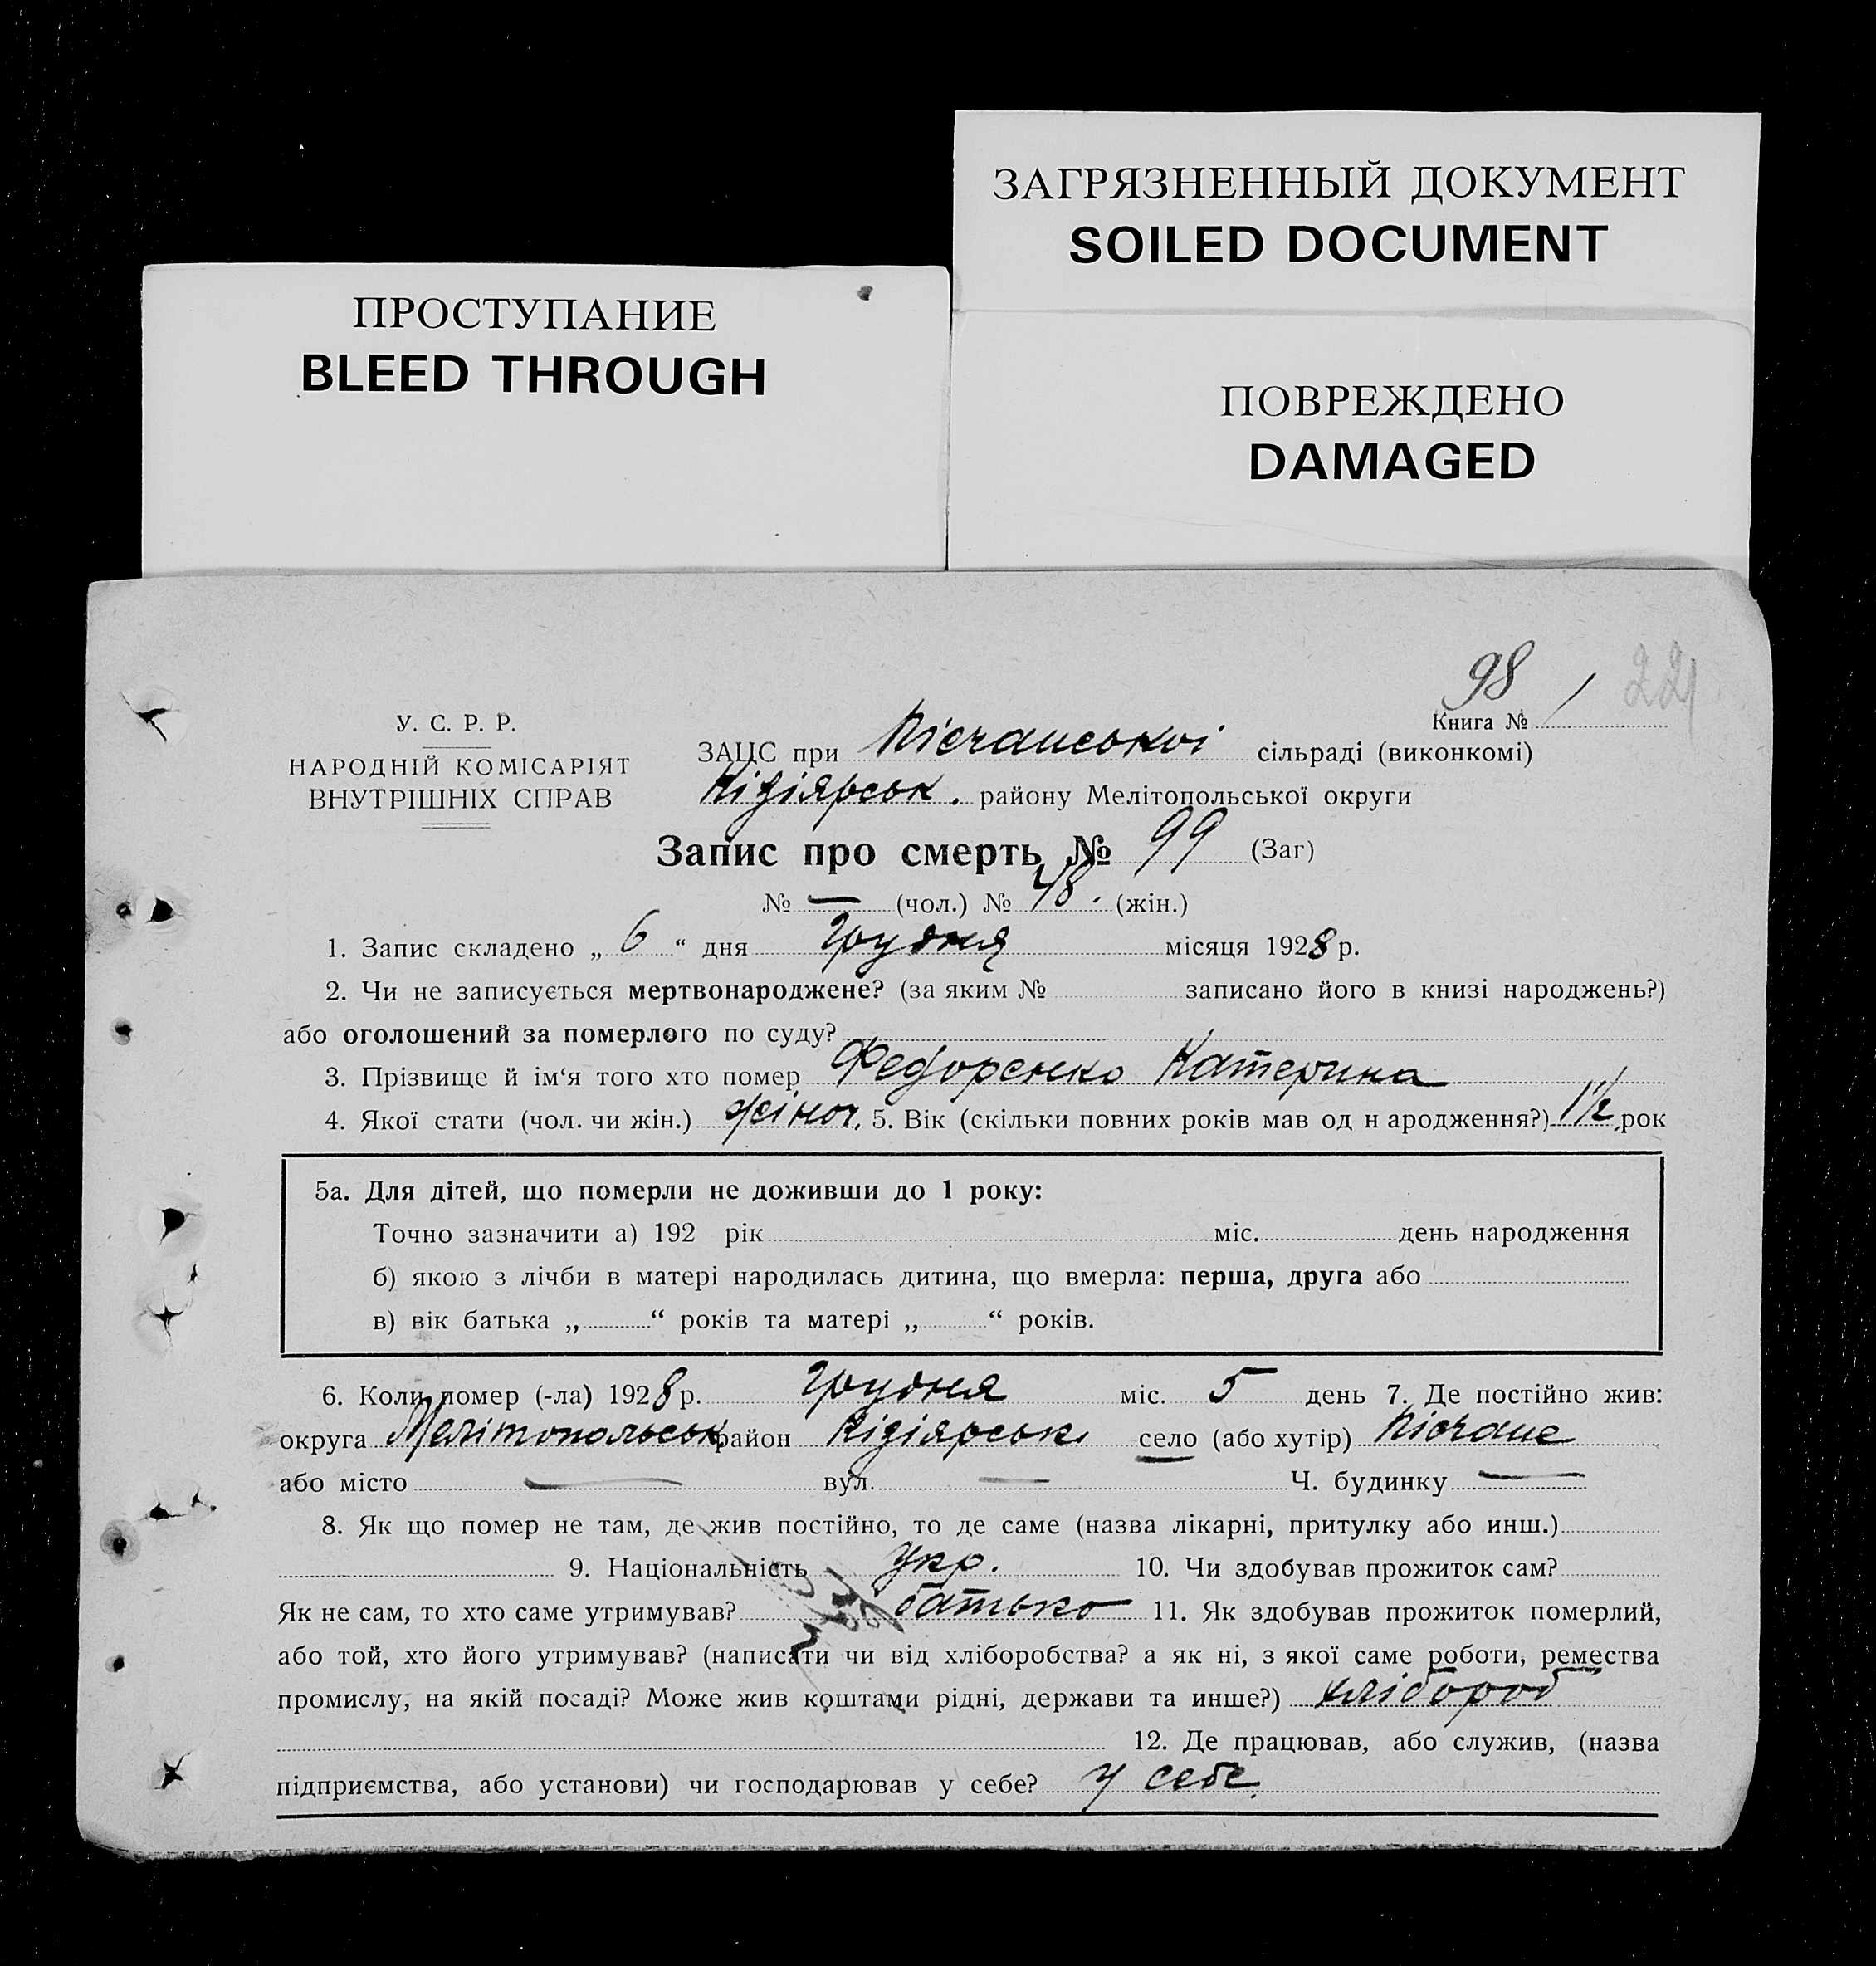 ЗАГРЯЗНЕННЫЙ ДОКУМЕНТ
SOILED DOCUMENT
ПРОСТУПАНИЕ
BLEED THROUGH
ПОВРЕЖДЕНО
DAMAGED
98 221
У. С. Р. Р.
НАРОДНІЙ КОМІСАРІЯТ
ВНУТРІШНІХ СПРАВ
Книга № 1
ЗАЦС при Пісчанської сільраді (виконкомі)
Кізіярськ. району Мелітопольської округи
Запис про смерть № 99 (Заг)
№ — (чол.) № 48. (жін.)
1. Запис складено „ 6 “ дня грудня місяця 1928 р.
2. Чи не записується мертвонароджене? (за яким № записано його в книзі народжень?)
або оголошений за померлого по суду?
3. Прізвище й ім‘я того хто помер Федоренко Катерина
4. Якої стати (чол. чи жін.) жіноч. 5. Вік (скільки повних років мав од н ародження?) 1½ рок
5а. Для дітей, що померли не доживши до 1 року:
Точно зазначити а) 192 рік міс. день народження
б) якою з лічби в матері народилась дитина, що вмерла: перша, друга або
в) вік батька „ “ років та матері „ “ років.
6. Коли помер (-ла) 1928 р. грудня міс. 5 день 7. Де постійно жив:
округа Мелітопольськ район Кізіярськ село (або хутір) Пісчане
або місто — вул. — Ч. будинку —
8. Як що помер не там, де жив постійно, то де саме (назва лікарні, притулку або инш.)
9. Національність укр. 10. Чи здобував прожиток сам?
Як не сам, то хто саме утримував? батько 11. Як здобував прожиток померлий,
або той, хто його утримував? (написати чи від хліборобства? а як ні, з якої саме роботи, ремества
промислу, на якій посаді? Може жив коштами рідні, держави та инше?) хлібороб
12. Де працював, або служив, (назва
підприємства, або установи) чи господарював у себе? у себе